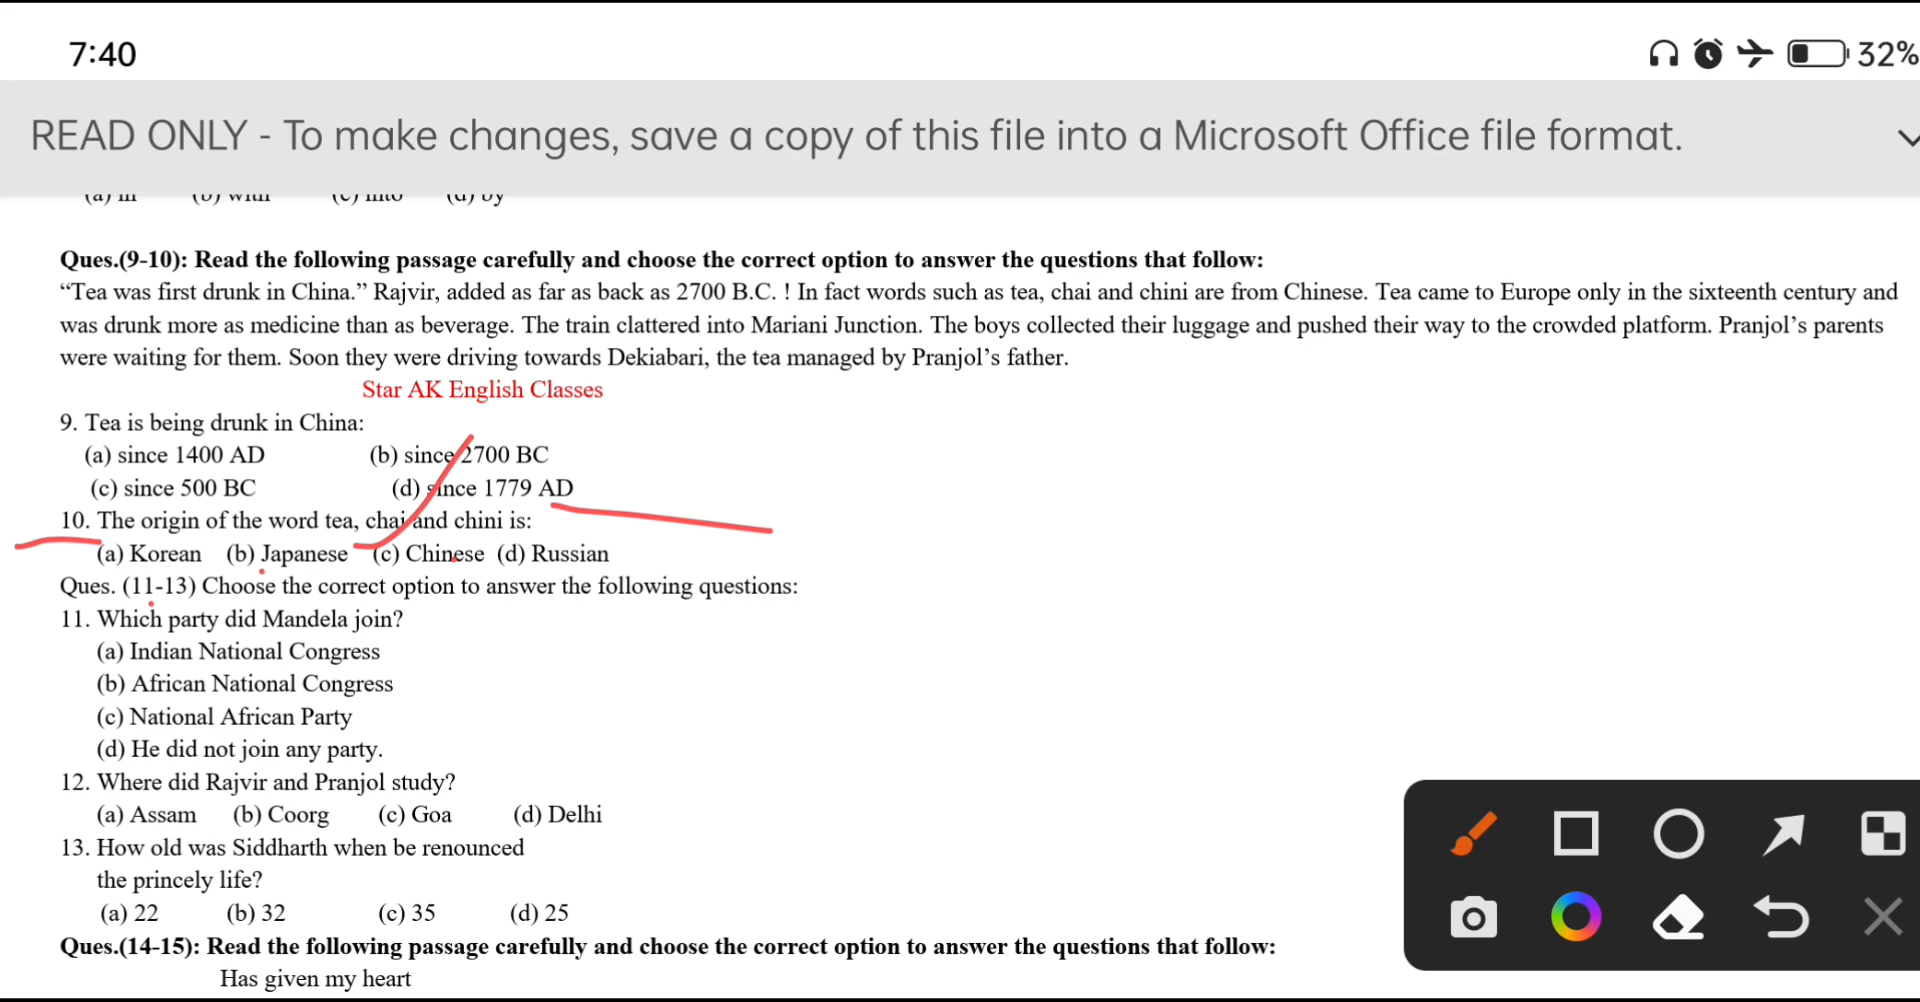 7:40
32%
READ ONLY - To make changes, save a copy of this file into a Microsoft Office file format.
(a) in (b) with (c) into (d) by
Ques.(9-10): Read the following passage carefully and choose the correct option to answer the questions that follow:
“Tea was first drunk in China.” Rajvir, added as far as back as 2700 B.C. ! In fact words such as tea, chai and chini are from Chinese. Tea came to Europe only in the sixteenth century and
was drunk more as medicine than as beverage. The train clattered into Mariani Junction. The boys collected their luggage and pushed their way to the crowded platform. Pranjol’s parents
were waiting for them. Soon they were driving towards Dekiabari, the tea managed by Pranjol’s father.
Star AK English Classes
9. Tea is being drunk in China:
(a) since 1400 AD (b) since 2700 BC
(c) since 500 BC (d) since 1779 AD
10. The origin of the word tea, chai and chini is:
(a) Korean (b) Japanese (c) Chinese (d) Russian
Ques. (11-13) Choose the correct option to answer the following questions:
11. Which party did Mandela join?
(a) Indian National Congress
(b) African National Congress
(c) National African Party
(d) He did not join any party.
12. Where did Rajvir and Pranjol study?
(a) Assam (b) Coorg (c) Goa (d) Delhi
13. How old was Siddharth when be renounced
the princely life?
(a) 22 (b) 32 (c) 35 (d) 25
Ques.(14-15): Read the following passage carefully and choose the correct option to answer the questions that follow:
Has given my heart